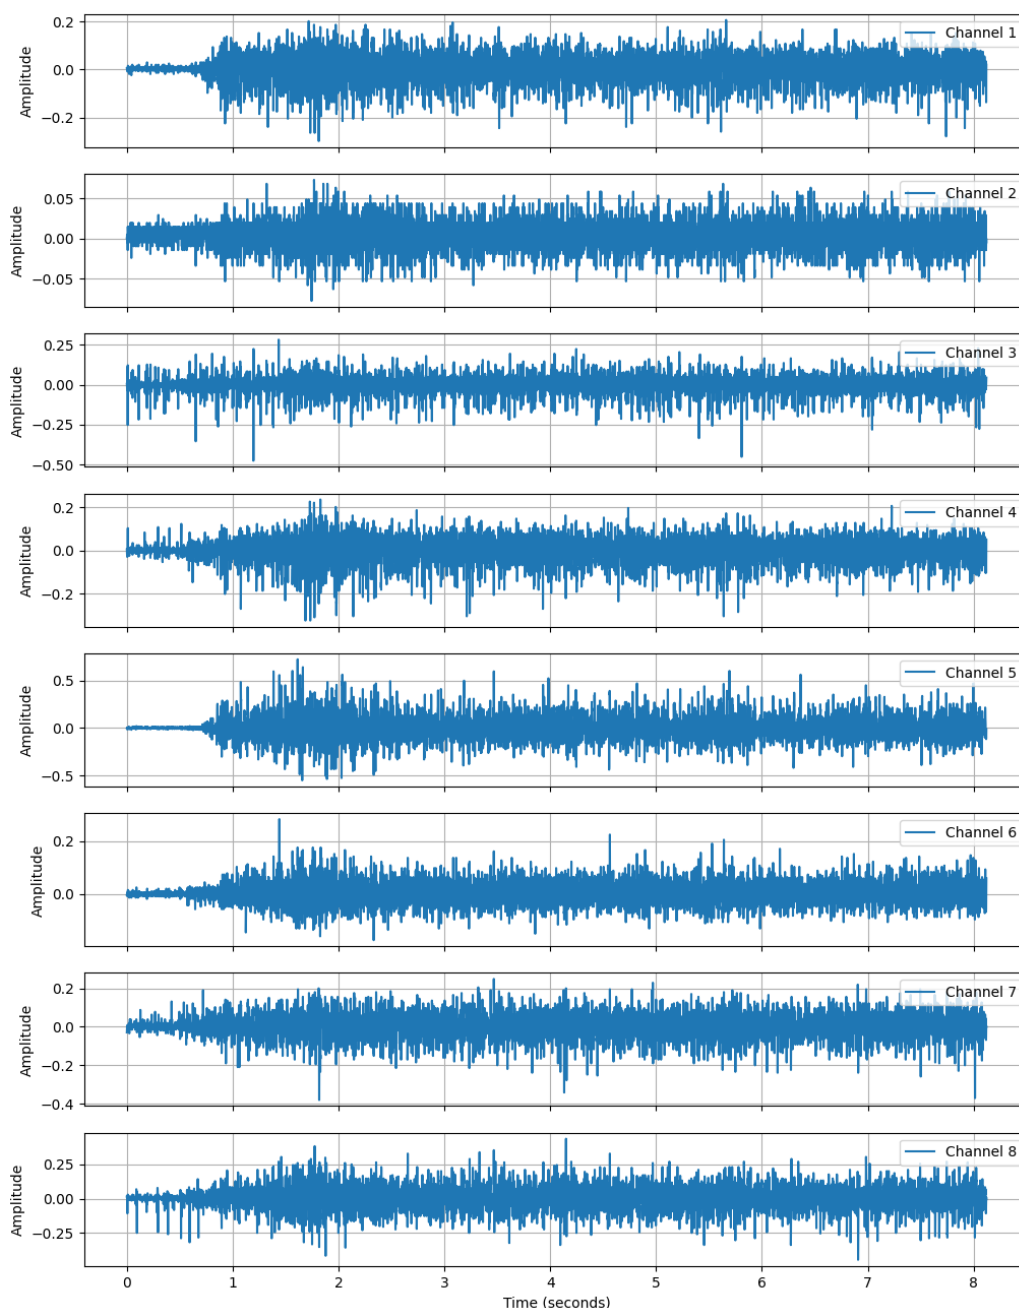 0.2
Channel 1
0.0
−0.2
Amplitude
0.05
Channel 2
0.00
−0.05
Amplitude
0.25
Channel 3
0.00
−0.25
−0.50
Amplitude
0.2
Channel 4
0.0
−0.2
Amplitude
0.5
Channel 5
0.0
−0.5
Amplitude
0.2
Channel 6
0.0
Amplitude
0.2
Channel 7
0.0
−0.2
−0.4
Amplitude
0.25
Channel 8
0.00
−0.25
Amplitude
0 1 2 3 4 5 6 7 8
Time (seconds)